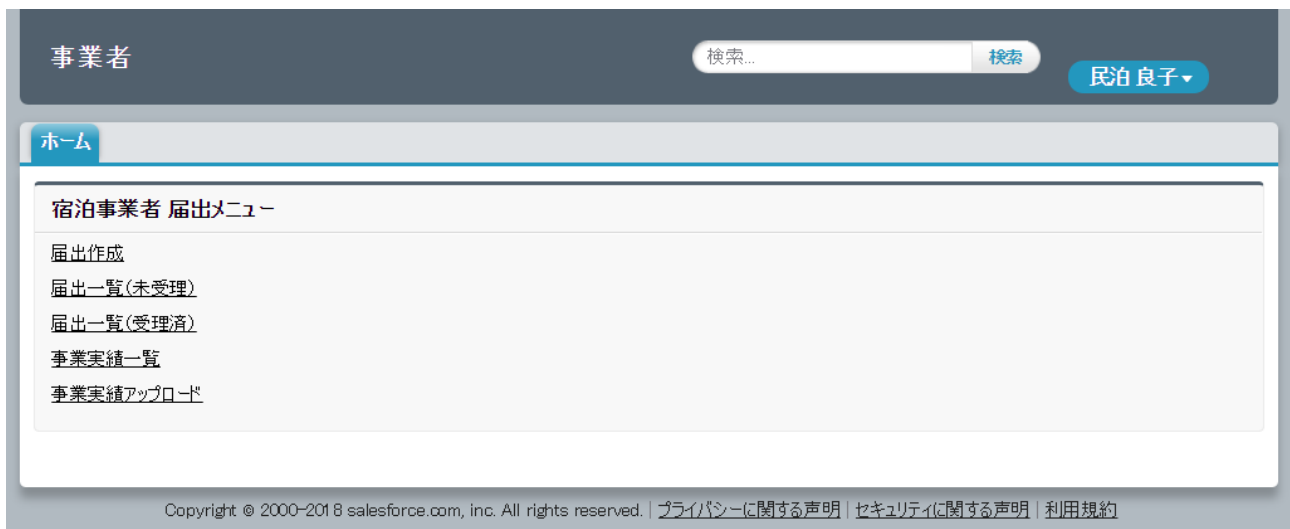 事業者
検索... 検索
民泊 良子▼
ホーム
宿泊事業者 届出メニュー
届出作成
届出一覧(未受理)
届出一覧(受理済)
事業実績一覧
事業実績アップロード
Copyright © 2000-2018 salesforce.com, inc. All rights reserved. | プライバシーに関する声明 | セキュリティに関する声明 | 利用規約